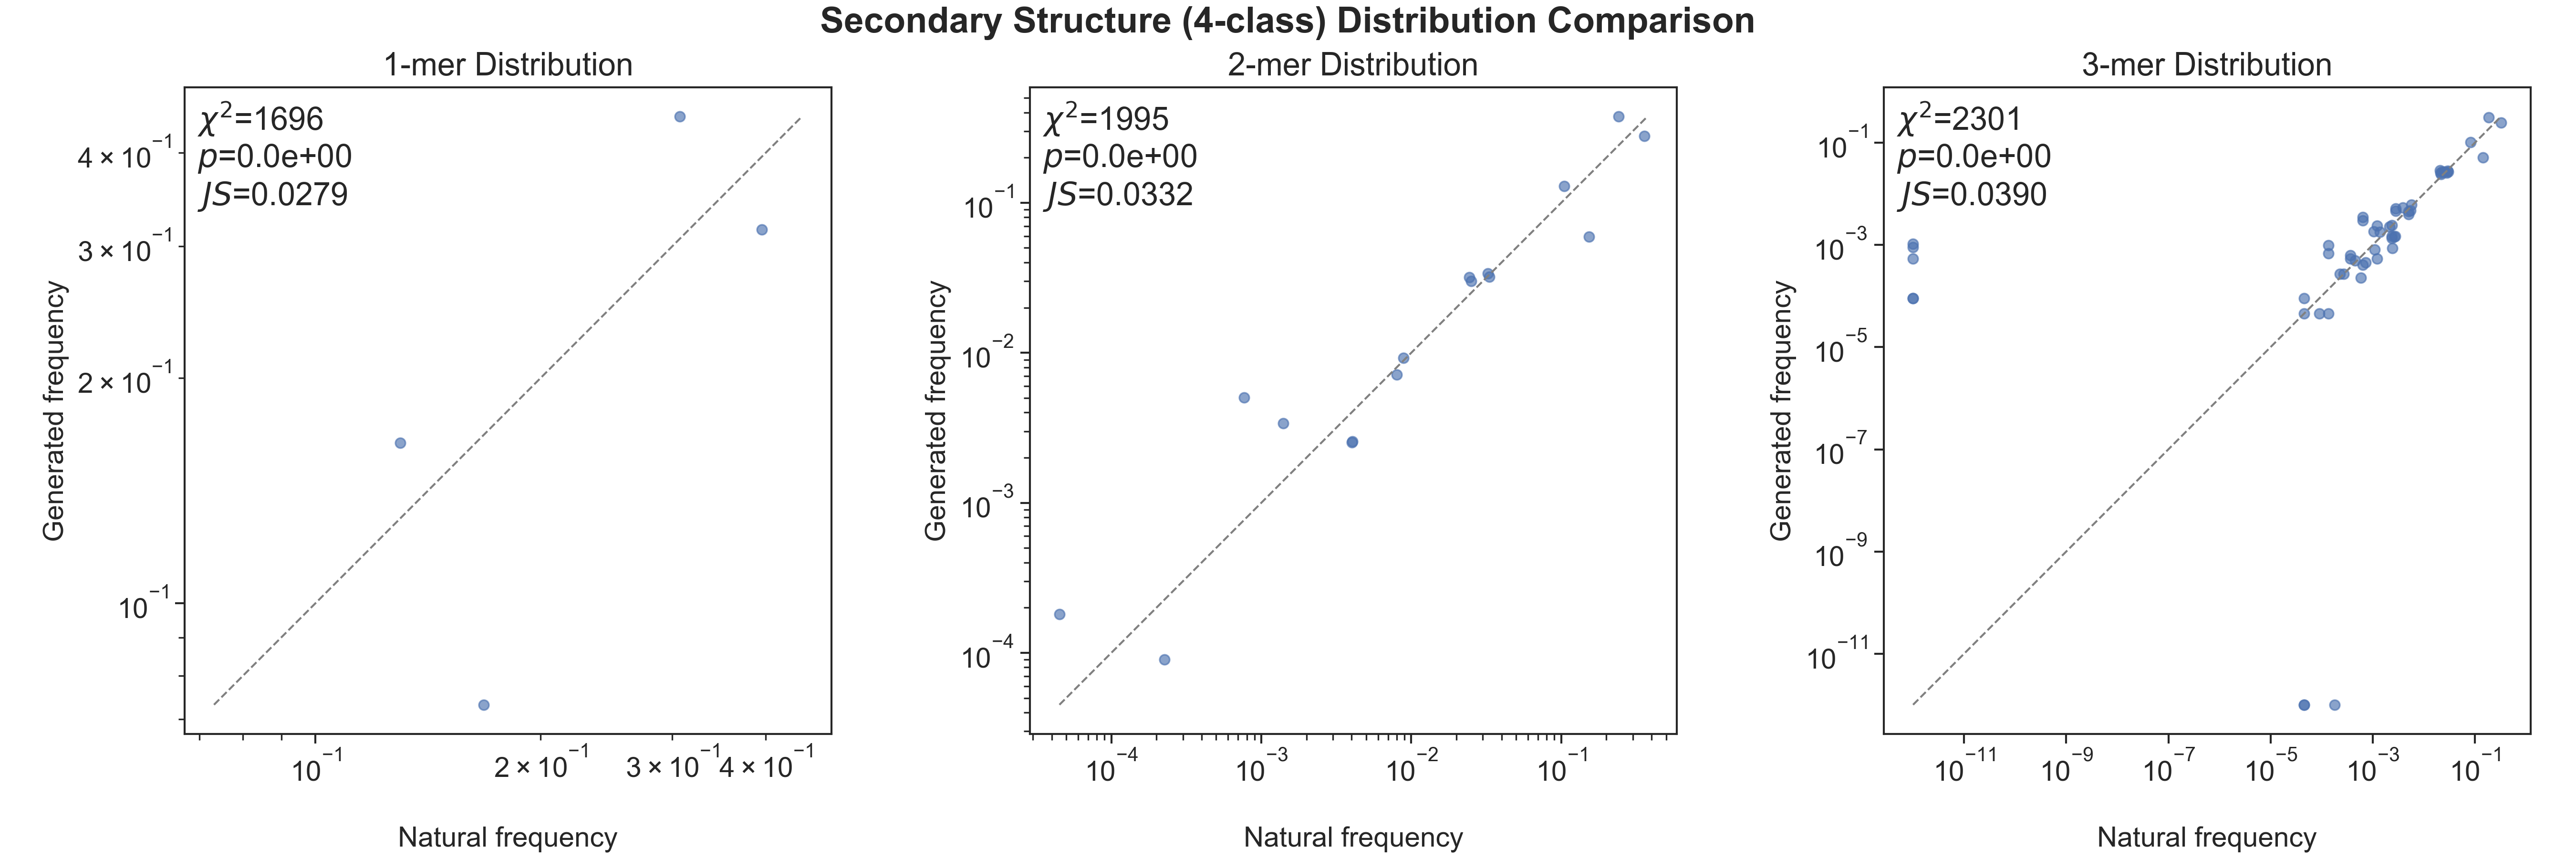 Secondary Structure (4-class) Distribution Comparison
1-mer Distribution
χ²=1696
p=0.0e+00
JS=0.0279
4 × 10⁻¹
3 × 10⁻¹
2 × 10⁻¹
10⁻¹
Generated frequency
10⁻¹ 2 × 10⁻¹ 3 × 10⁻¹ 4 × 10⁻¹
Natural frequency
2-mer Distribution
χ²=1995
p=0.0e+00
JS=0.0332
10⁻¹
10⁻²
10⁻³
10⁻⁴
Generated frequency
10⁻⁴ 10⁻³ 10⁻² 10⁻¹
Natural frequency
3-mer Distribution
χ²=2301
p=0.0e+00
JS=0.0390
10⁻¹
10⁻³
10⁻⁵
10⁻⁷
10⁻⁹
10⁻¹¹
Generated frequency
10⁻¹¹ 10⁻⁹ 10⁻⁷ 10⁻⁵ 10⁻³ 10⁻¹
Natural frequency